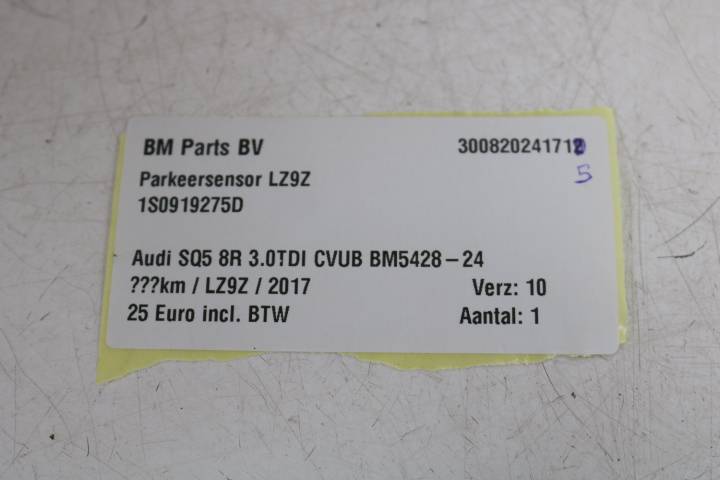 BM Parts BV 300820241712
5
Parkeersensor LZ9Z
1S0919275D
Audi SQ5 8R 3.0TDI CVUB BM5428-24
???km / LZ9Z / 2017 Verz: 10
25 Euro incl. BTW Aantal: 1